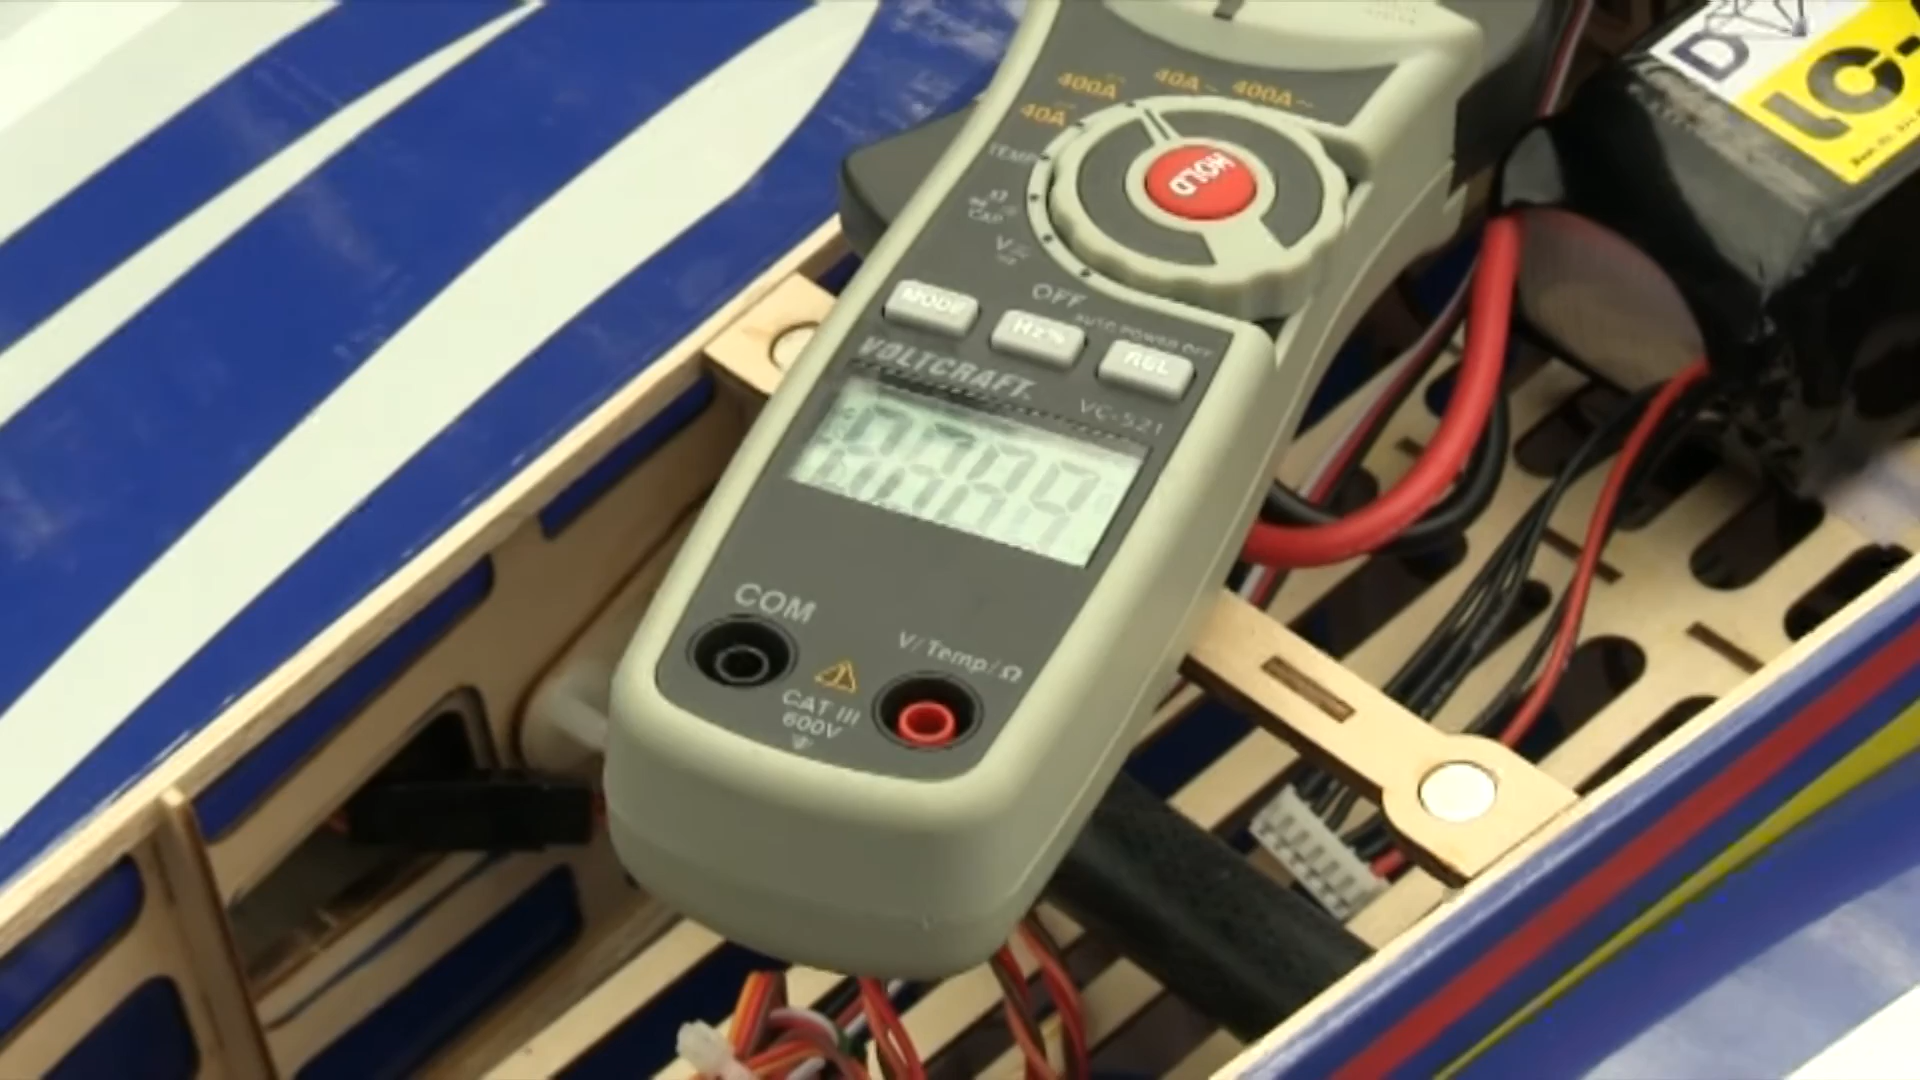 400A
40A~
400A~
40A
TEMP
Ω
CAP
V
HOLD
OFF
AUTO POWER OFF
MODE
Hz%
REL
VOLTCRAFT
VC-521
COM
V/Temp/Ω
CAT III
600V
D